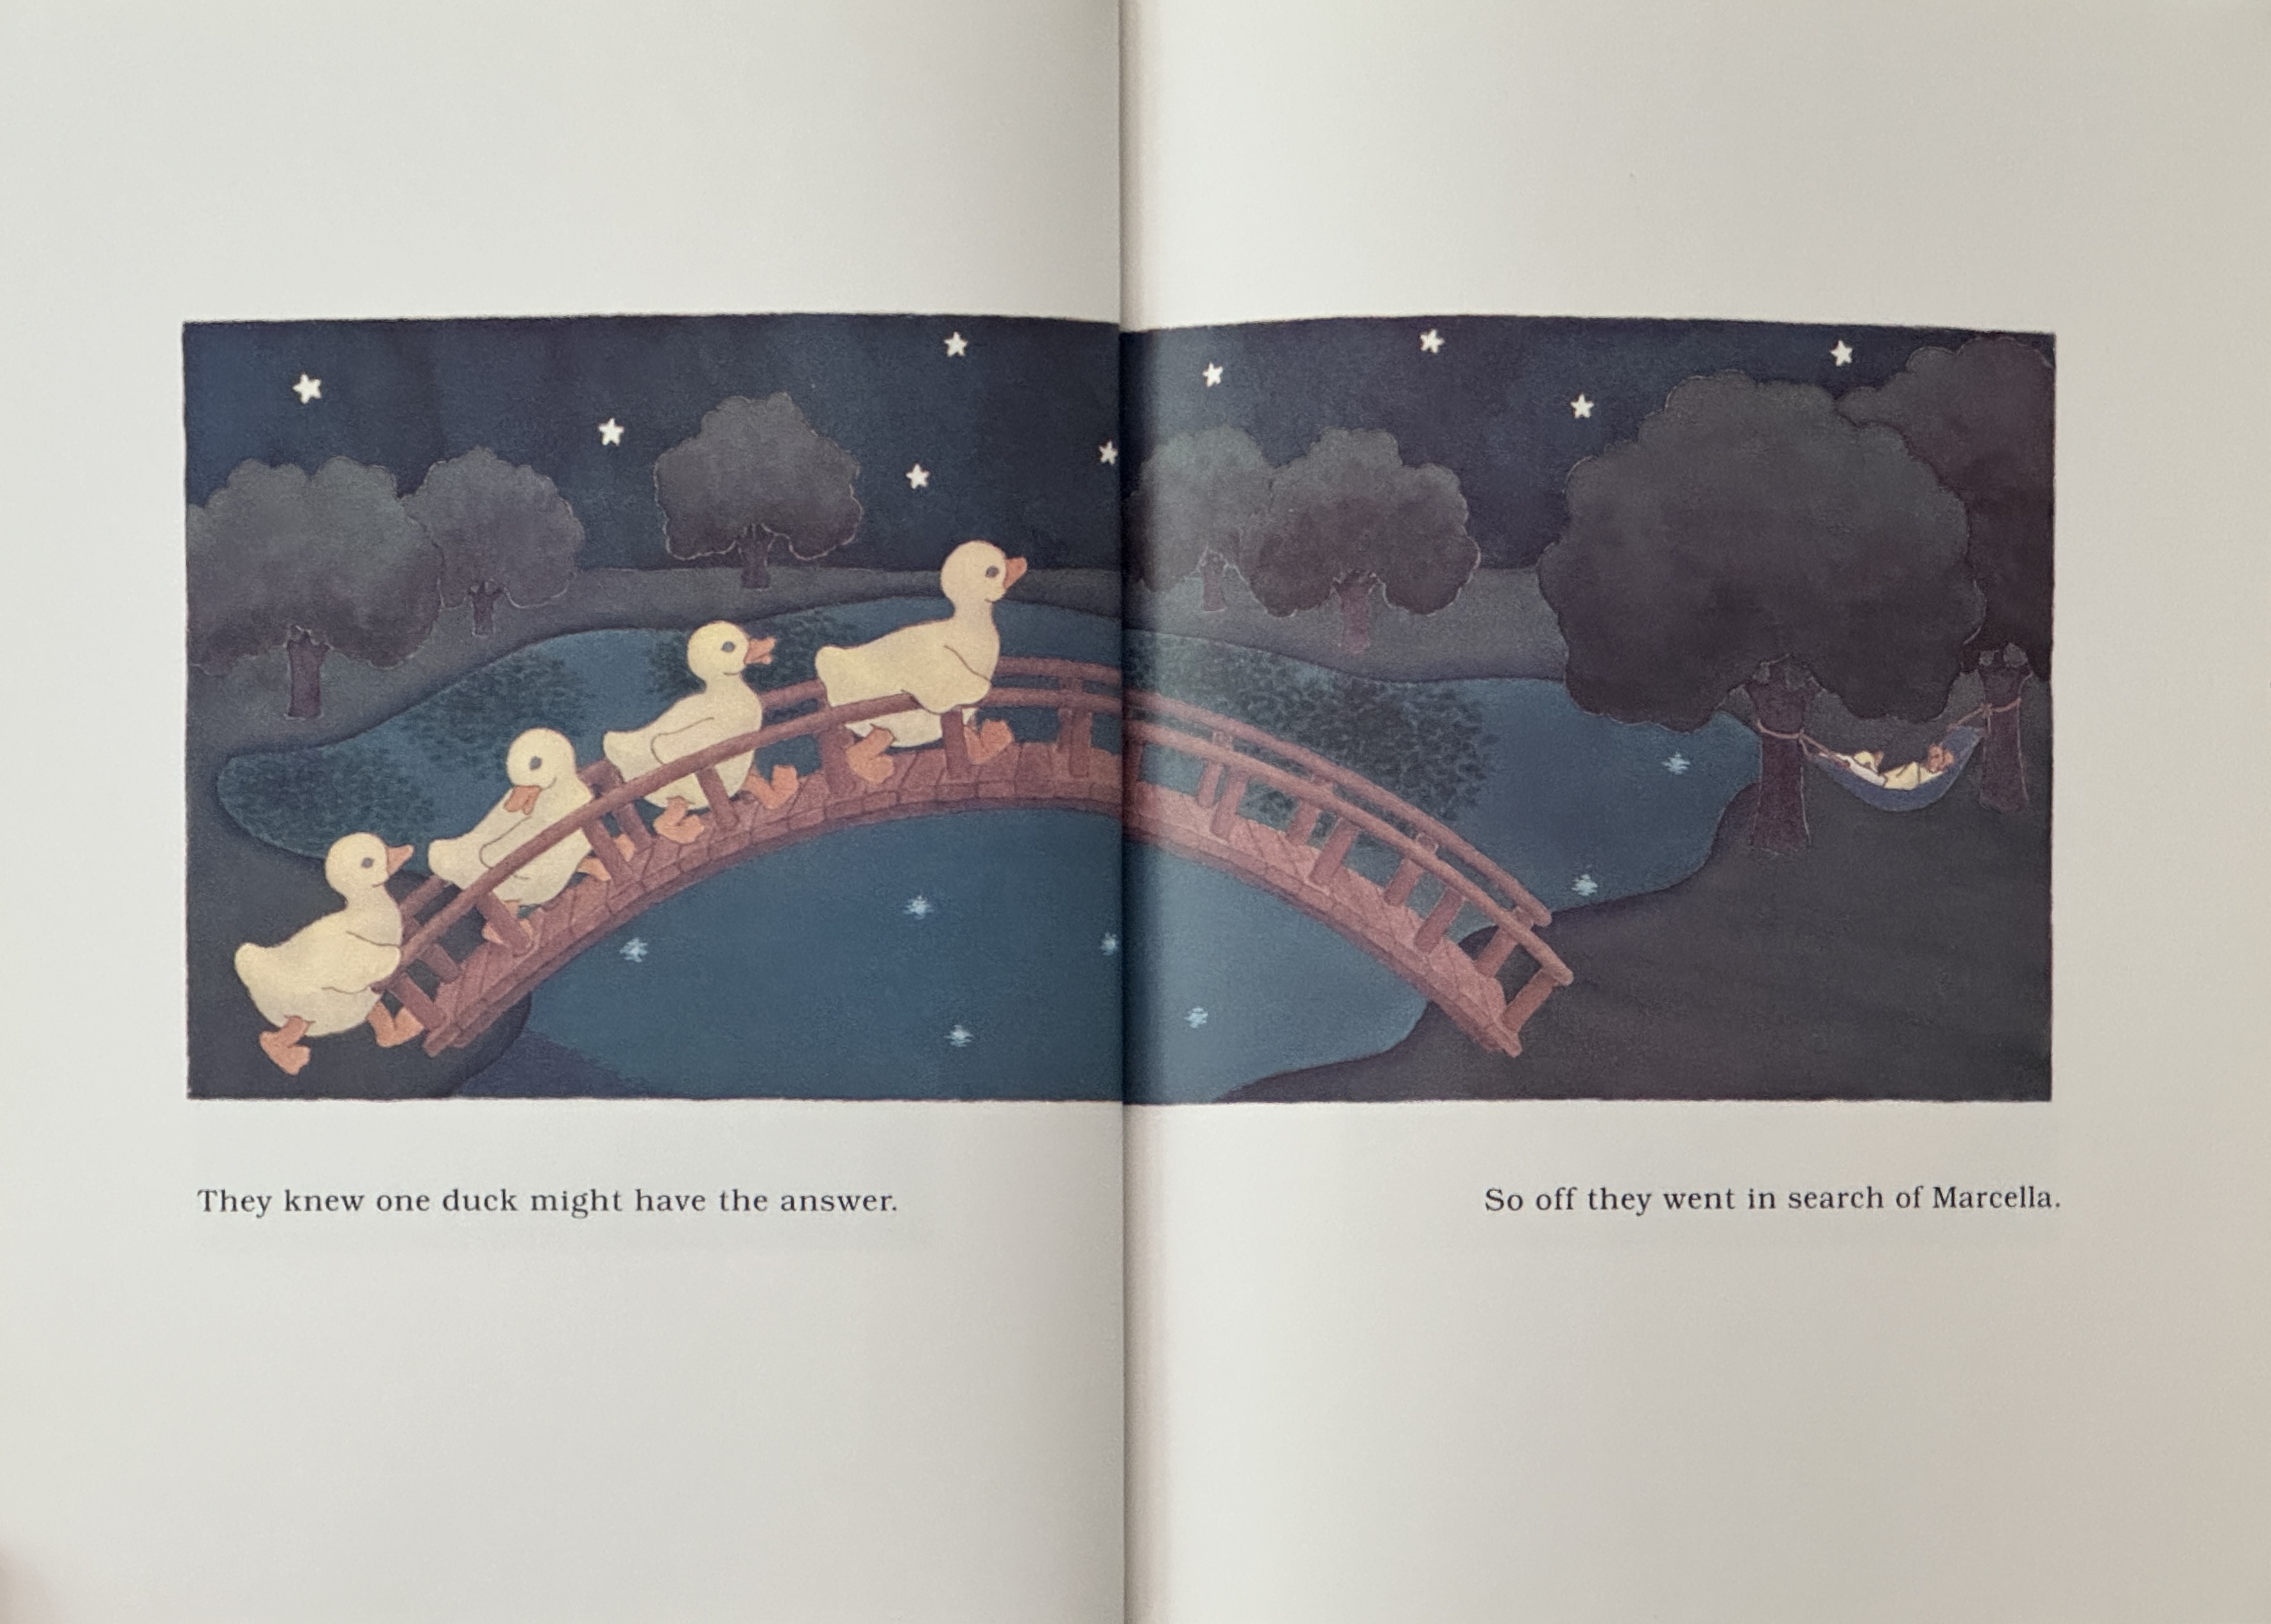 They knew one duck might have the answer.
So off they went in search of Marcella.